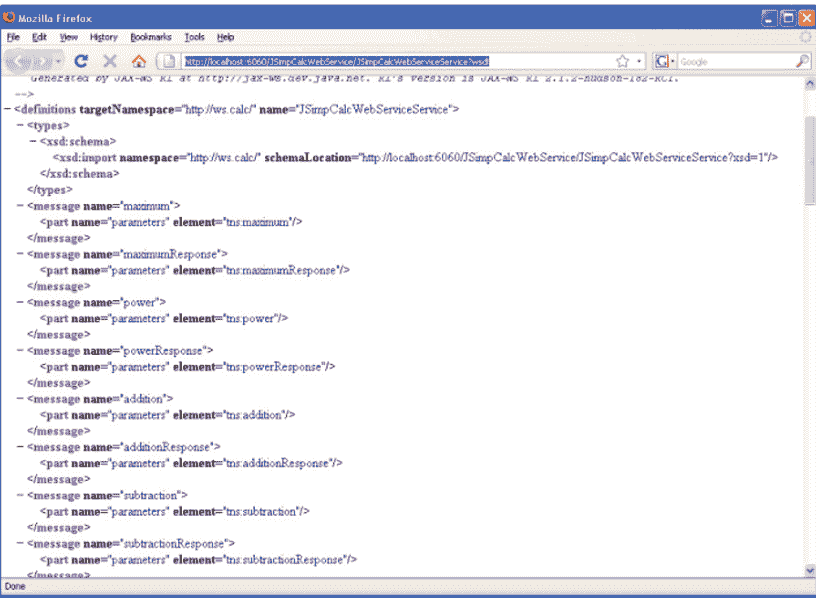 Mozilla Firefox
File Edit View History Bookmarks Tools Help
http://localhost:6060/JSimpCalcWebService/JSimpCalcWebServiceService?wsdl
Google
Generated by JAX-WS RI at http://jax-ws.dev.java.net. RI's version is JAX-WS RI 2.1.2-hudson-182-RC1.
-->
- <definitions targetNamespace="http://ws.calc/" name="JSimpCalcWebServiceService">
- <types>
- <xsd:schema>
<xsd:import namespace="http://ws.calc/" schemaLocation="http://localhost:6060/JSimpCalcWebService/JSimpCalcWebServiceService?xsd=1"/>
</xsd:schema>
</types>
- <message name="maximum">
<part name="parameters" element="tns:maximum"/>
</message>
- <message name="maximumResponse">
<part name="parameters" element="tns:maximumResponse"/>
</message>
- <message name="power">
<part name="parameters" element="tns:power"/>
</message>
- <message name="powerResponse">
<part name="parameters" element="tns:powerResponse"/>
</message>
- <message name="addition">
<part name="parameters" element="tns:addition"/>
</message>
- <message name="additionResponse">
<part name="parameters" element="tns:additionResponse"/>
</message>
- <message name="subtraction">
<part name="parameters" element="tns:subtraction"/>
</message>
- <message name="subtractionResponse">
<part name="parameters" element="tns:subtractionResponse"/>
</message>
Done